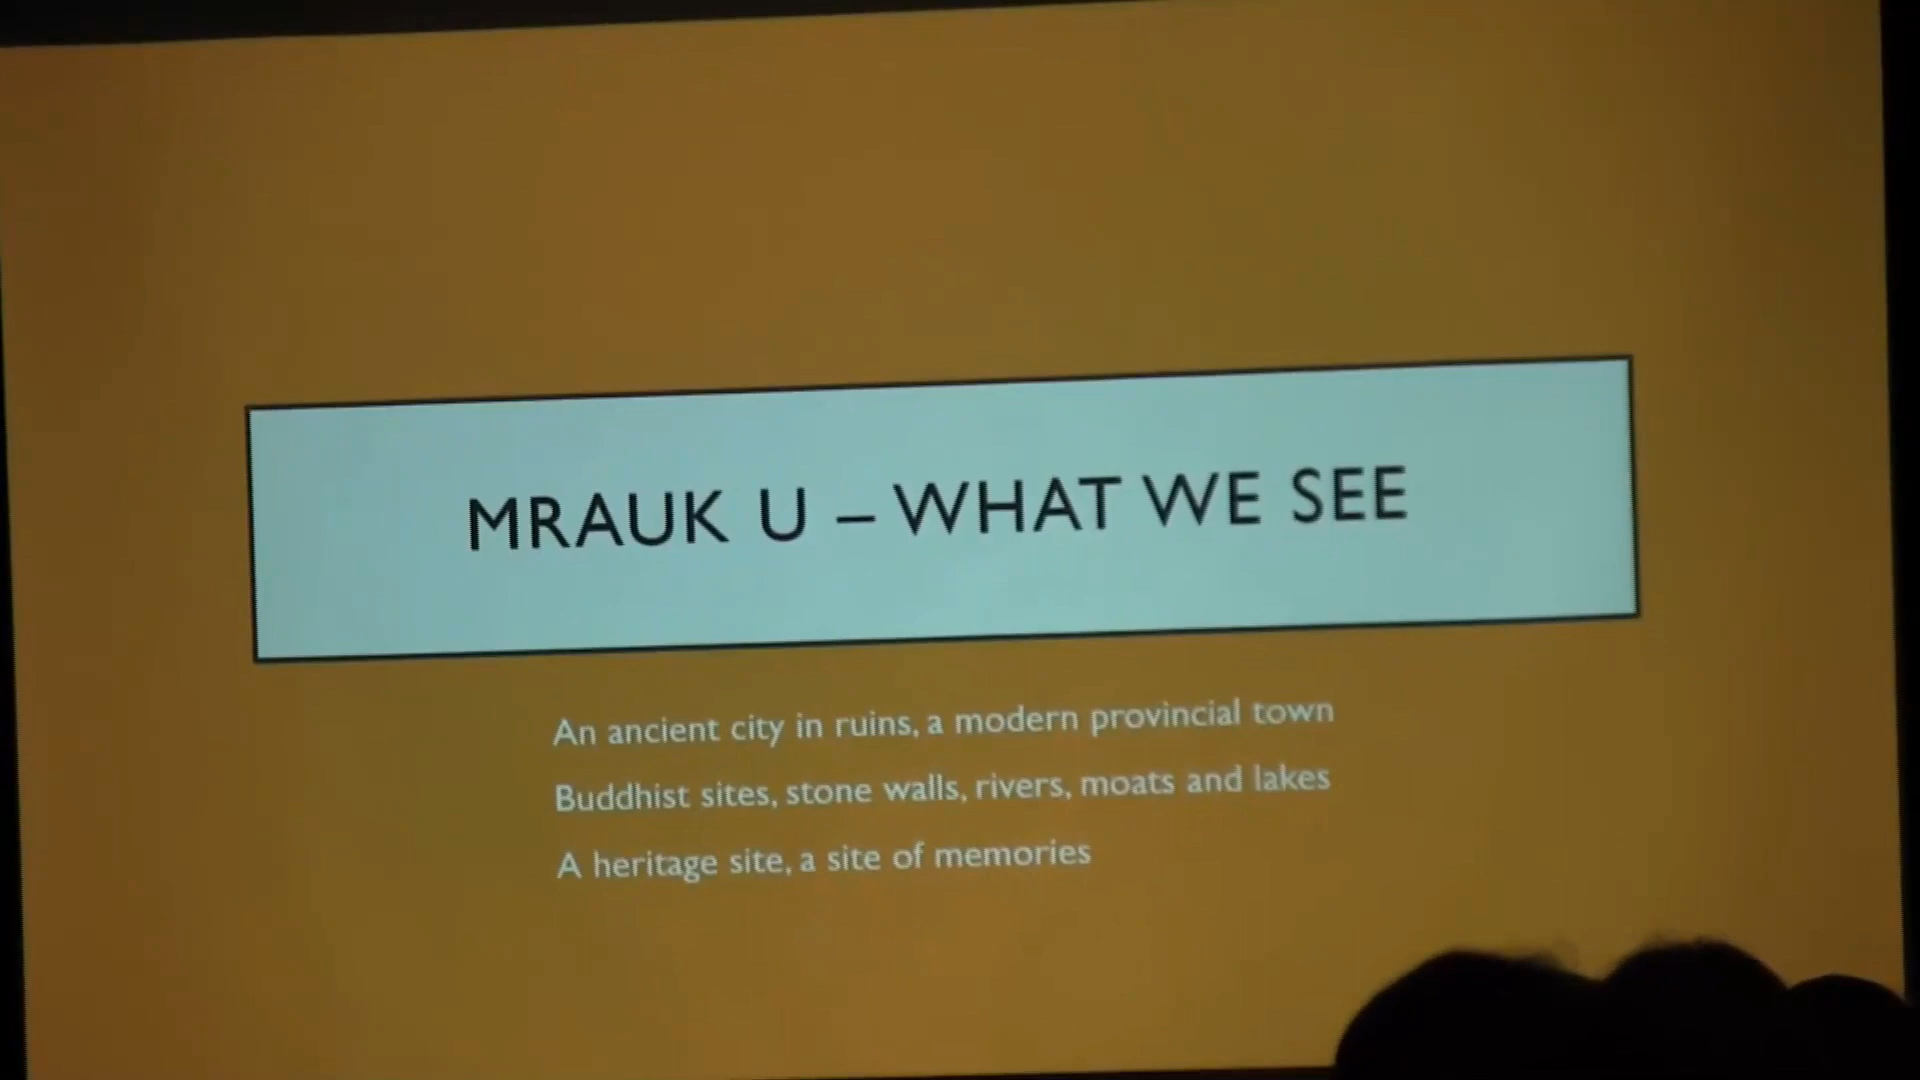 MRAUK U – WHAT WE SEE
An ancient city in ruins, a modern provincial town
Buddhist sites, stone walls, rivers, moats and lakes
A heritage site, a site of memories